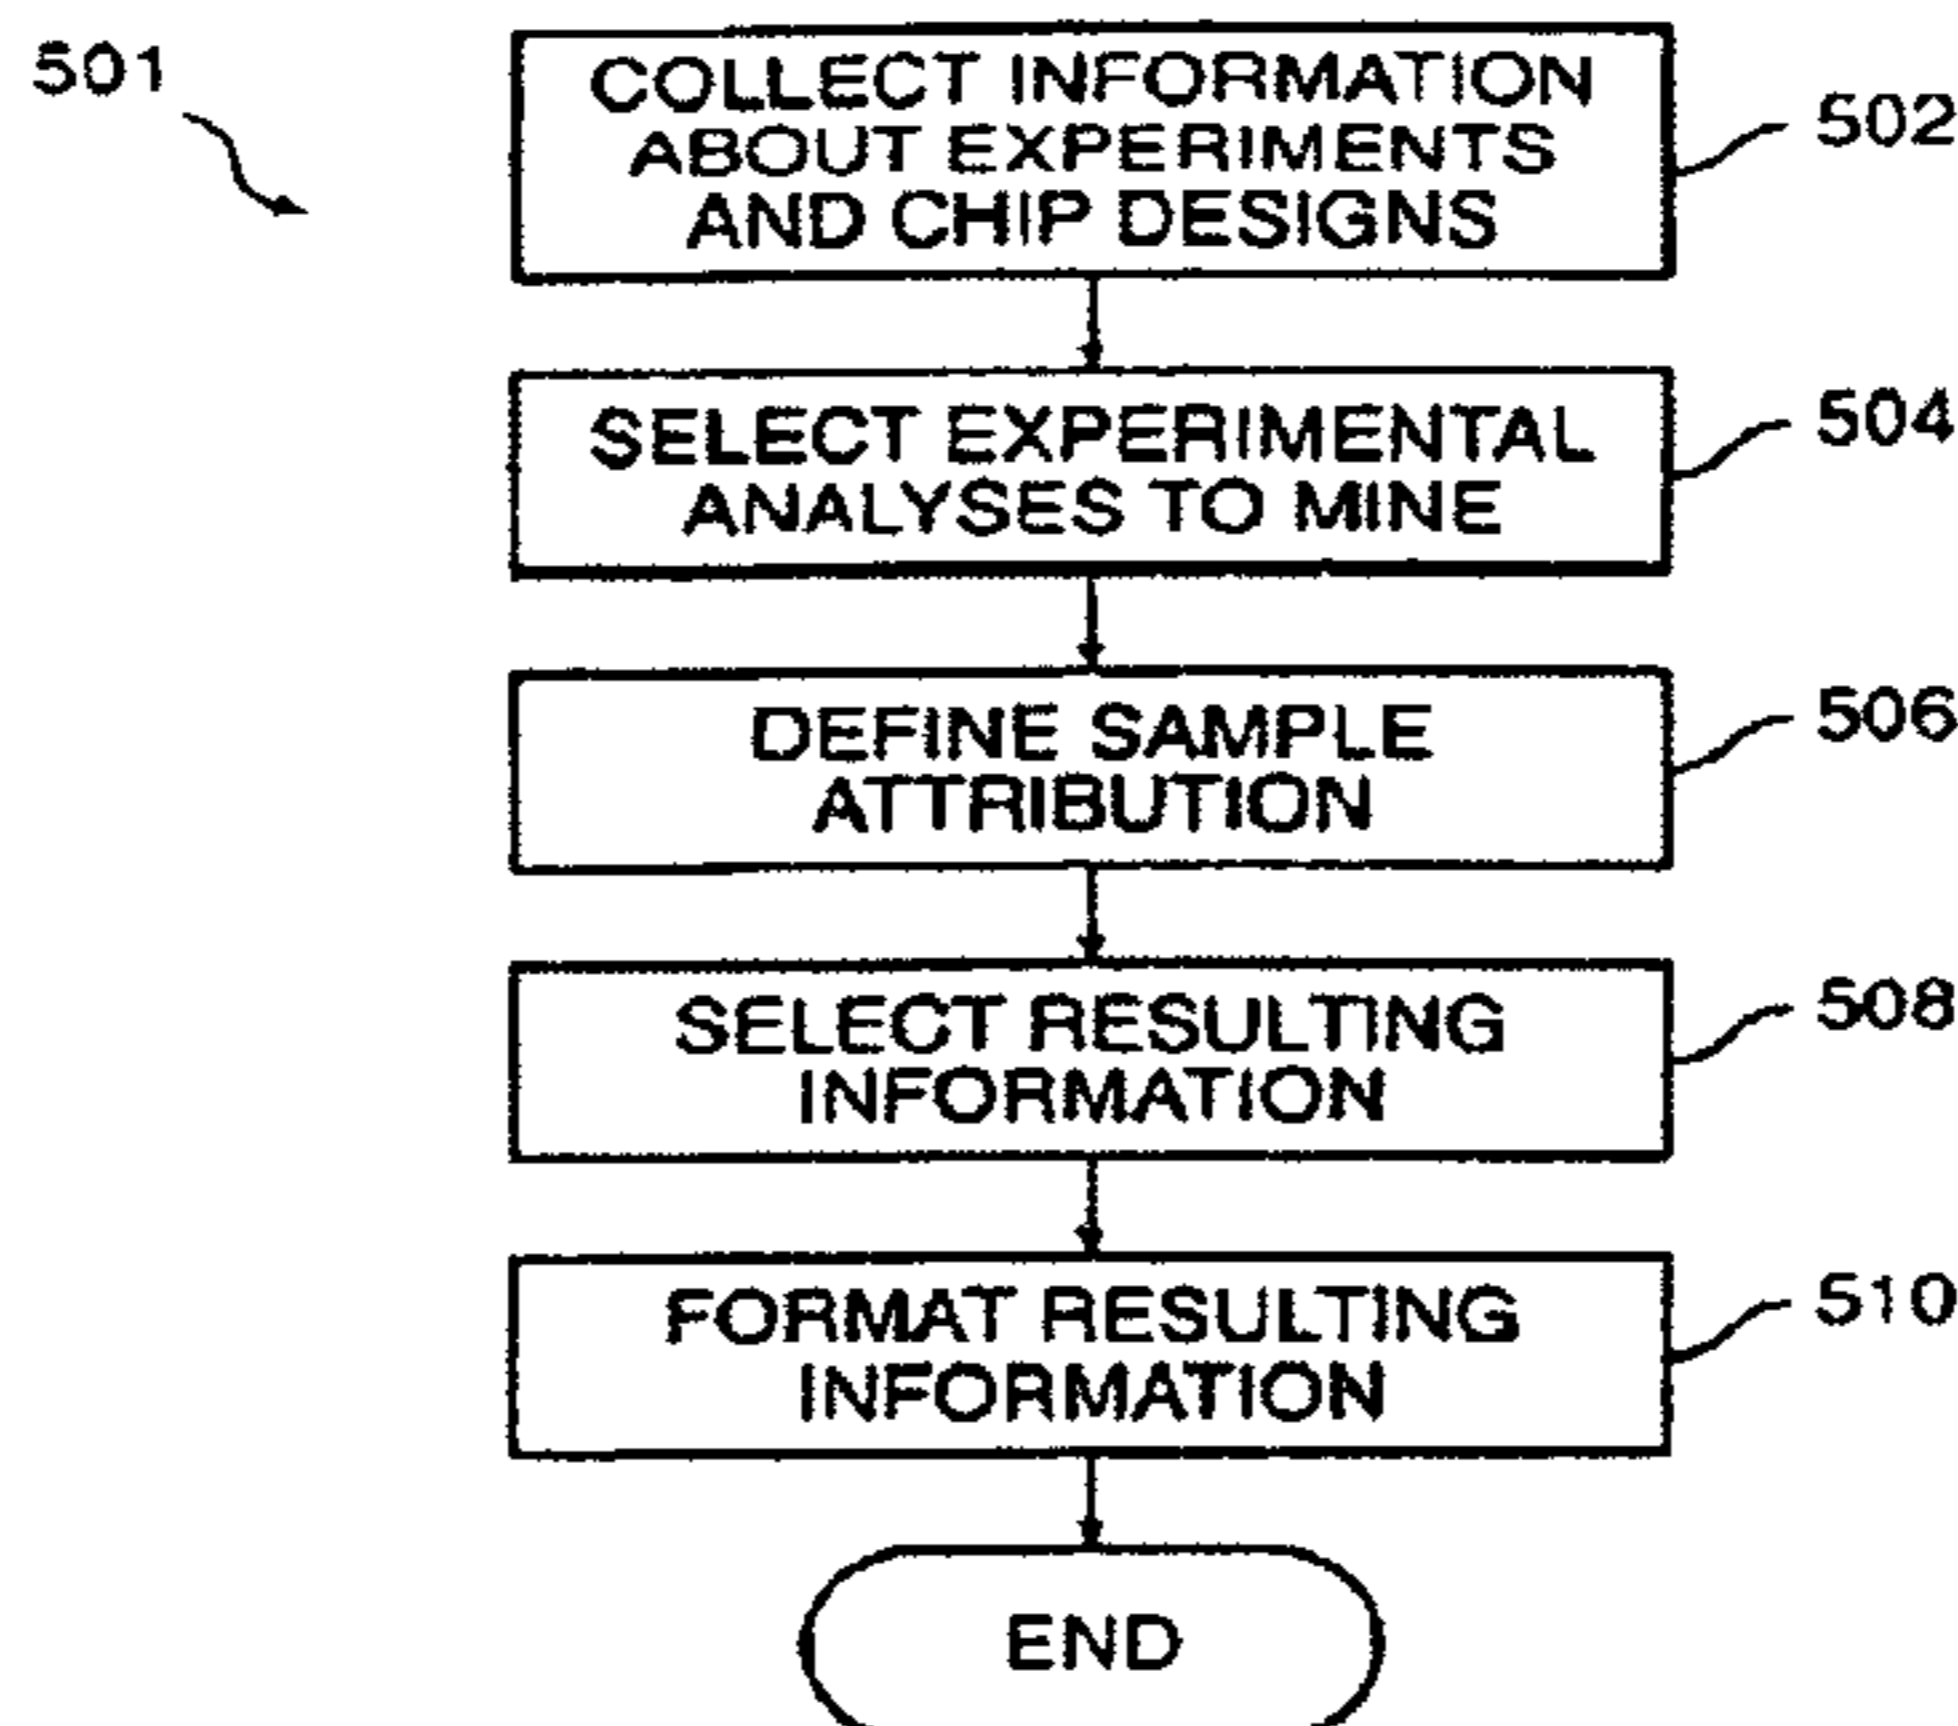 501
COLLECT INFORMATION
ABOUT EXPERIMENTS
AND CHIP DESIGNS
502
SELECT EXPERIMENTAL
ANALYSES TO MINE
504
DEFINE SAMPLE
ATTRIBUTION
506
SELECT RESULTING
INFORMATION
508
FORMAT RESULTING
INFORMATION
510
END